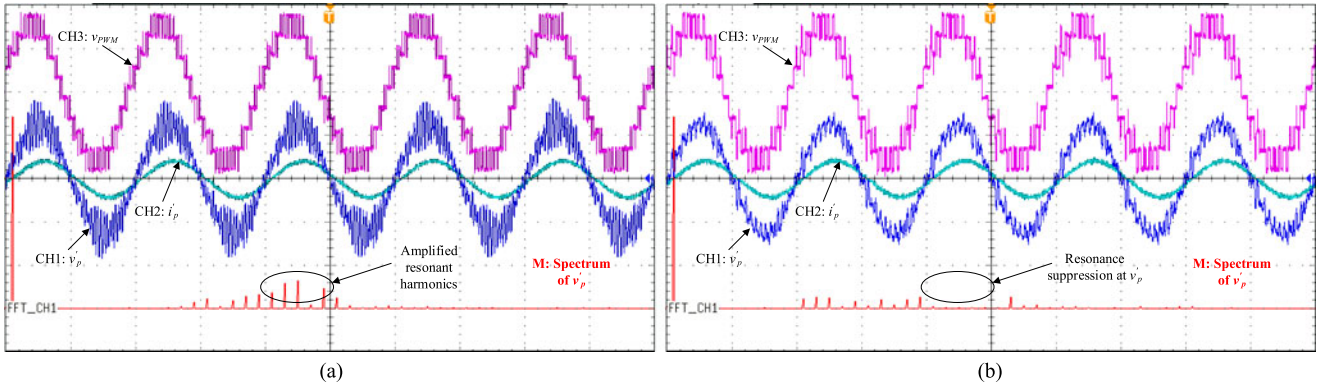 T
CH3: vPWM
CH2: i'p
CH1: v'p
Amplified
resonant
harmonics
M: Spectrum
of v'p
FFT_CH1
(a)
T
CH3: vPWM
CH2: i'p
CH1: v'p
Resonance
suppression at v'p
M: Spectrum
of v'p
FFT_CH1
(b)